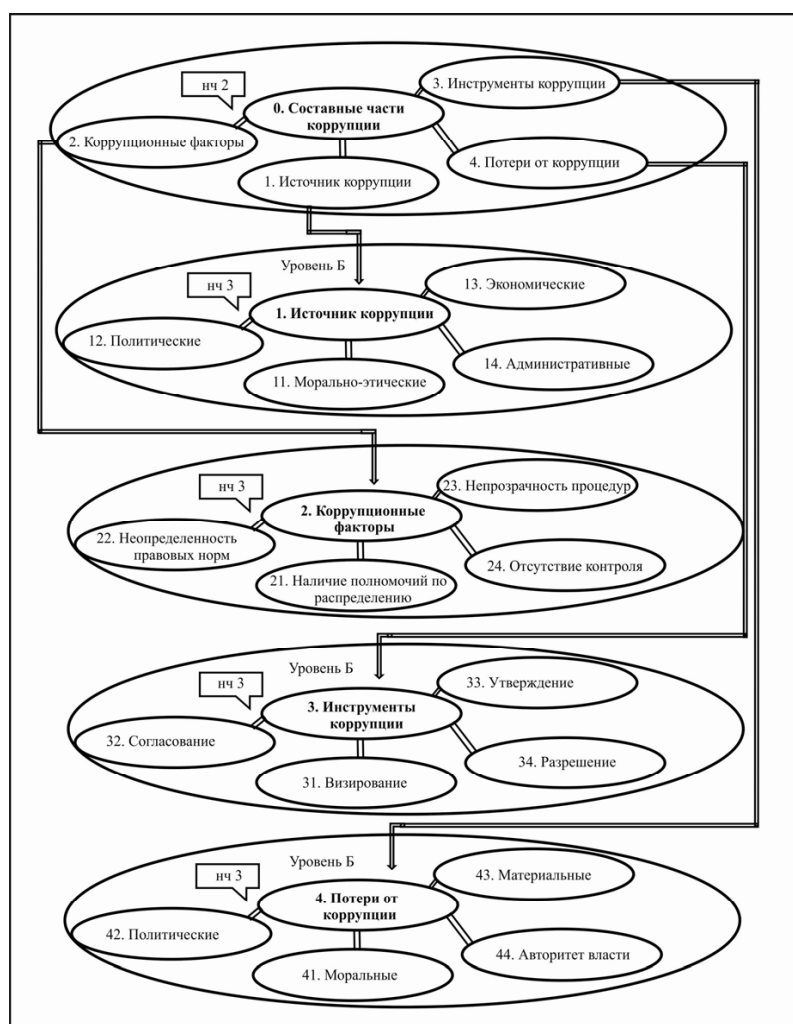 нч 2
3. Инструменты коррупции
0. Составные части
коррупции
2. Коррупционные факторы
4. Потери от коррупции
1. Источник коррупции
Уровень Б
нч 3
13. Экономические
1. Источник коррупции
12. Политические
14. Административные
11. Морально-этические
нч 3
23. Непрозрачность процедур
2. Коррупционные
факторы
22. Неопределенность
правовых норм
24. Отсутствие контроля
21. Наличие полномочий по
распределению
Уровень Б
нч 3
33. Утверждение
3. Инструменты
коррупции
32. Согласование
34. Разрешение
31. Визирование
Уровень Б
нч 3
43. Материальные
4. Потери от
коррупции
42. Политические
44. Авторитет власти
41. Моральные